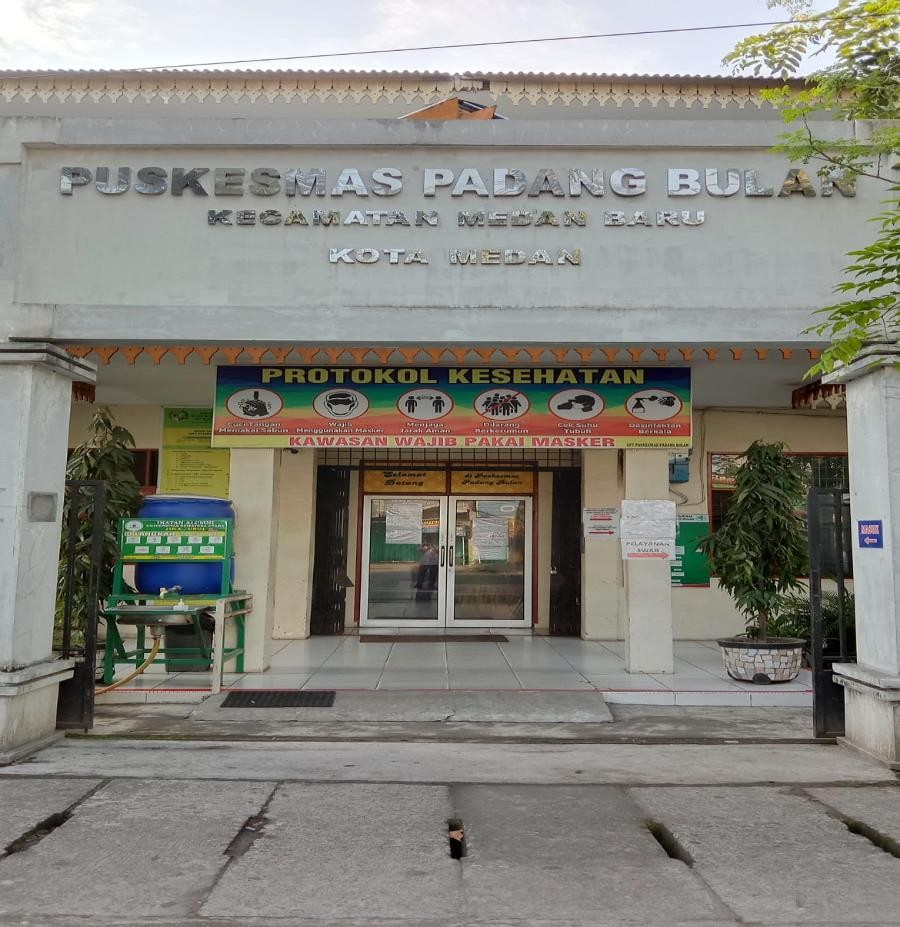 PUSKESMAS PADANG BULAN
KECAMATAN MEDAN BARU
KOTA MEDAN
PROTOKOL KESEHATAN
Cuci Tangan
Memakai Sabun
Wajib
Menggunakan Masker
Menjaga
Jarak Aman
Dilarang
Berkerumun
Cek Suhu
Tubuh
Desinfektan
Berkala
KAWASAN WAJIB PAKAI MASKER
UPT PUSKESMAS PADANG BULAN
Selamat
Datang
di Puskesmas
Padang Bulan
IKATAN ALUMNI
PELAYANAN
SWAB
MASUK